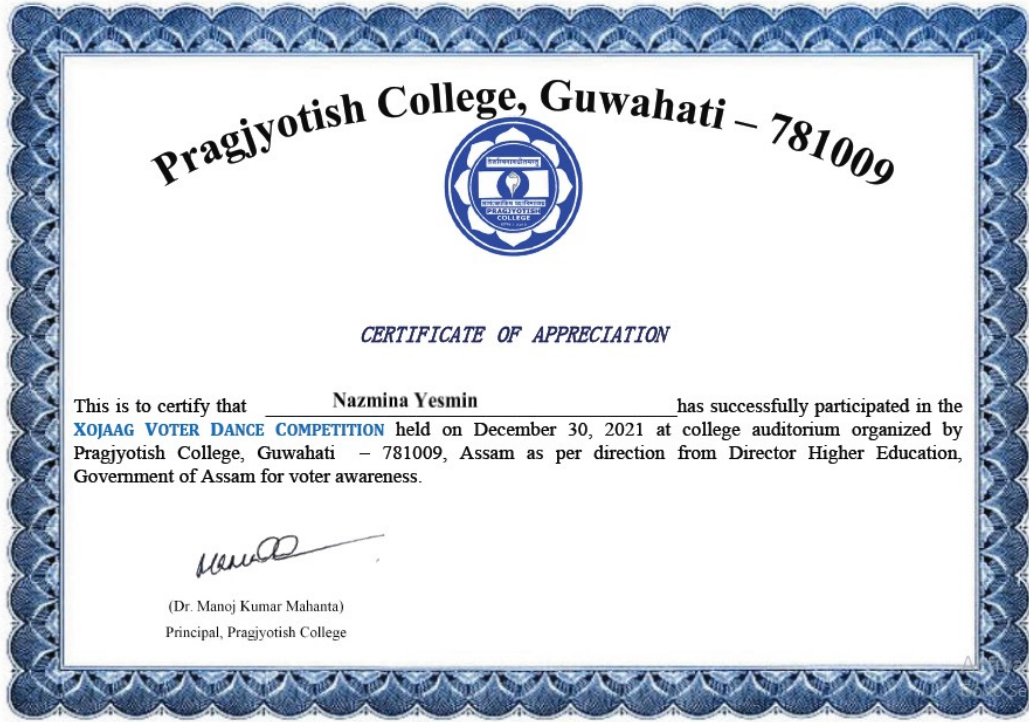 Pragjyotish College, Guwahati – 781009
PRAGJYOTISH
COLLEGE
CERTIFICATE OF APPRECIATION
This is to certify that Nazmina Yesmin has successfully participated in the
XOJAAG VOTER DANCE COMPETITION held on December 30, 2021 at college auditorium organized by
Pragjyotish College, Guwahati – 781009, Assam as per direction from Director Higher Education,
Government of Assam for voter awareness.
(Dr. Manoj Kumar Mahanta)
Principal, Pragjyotish College